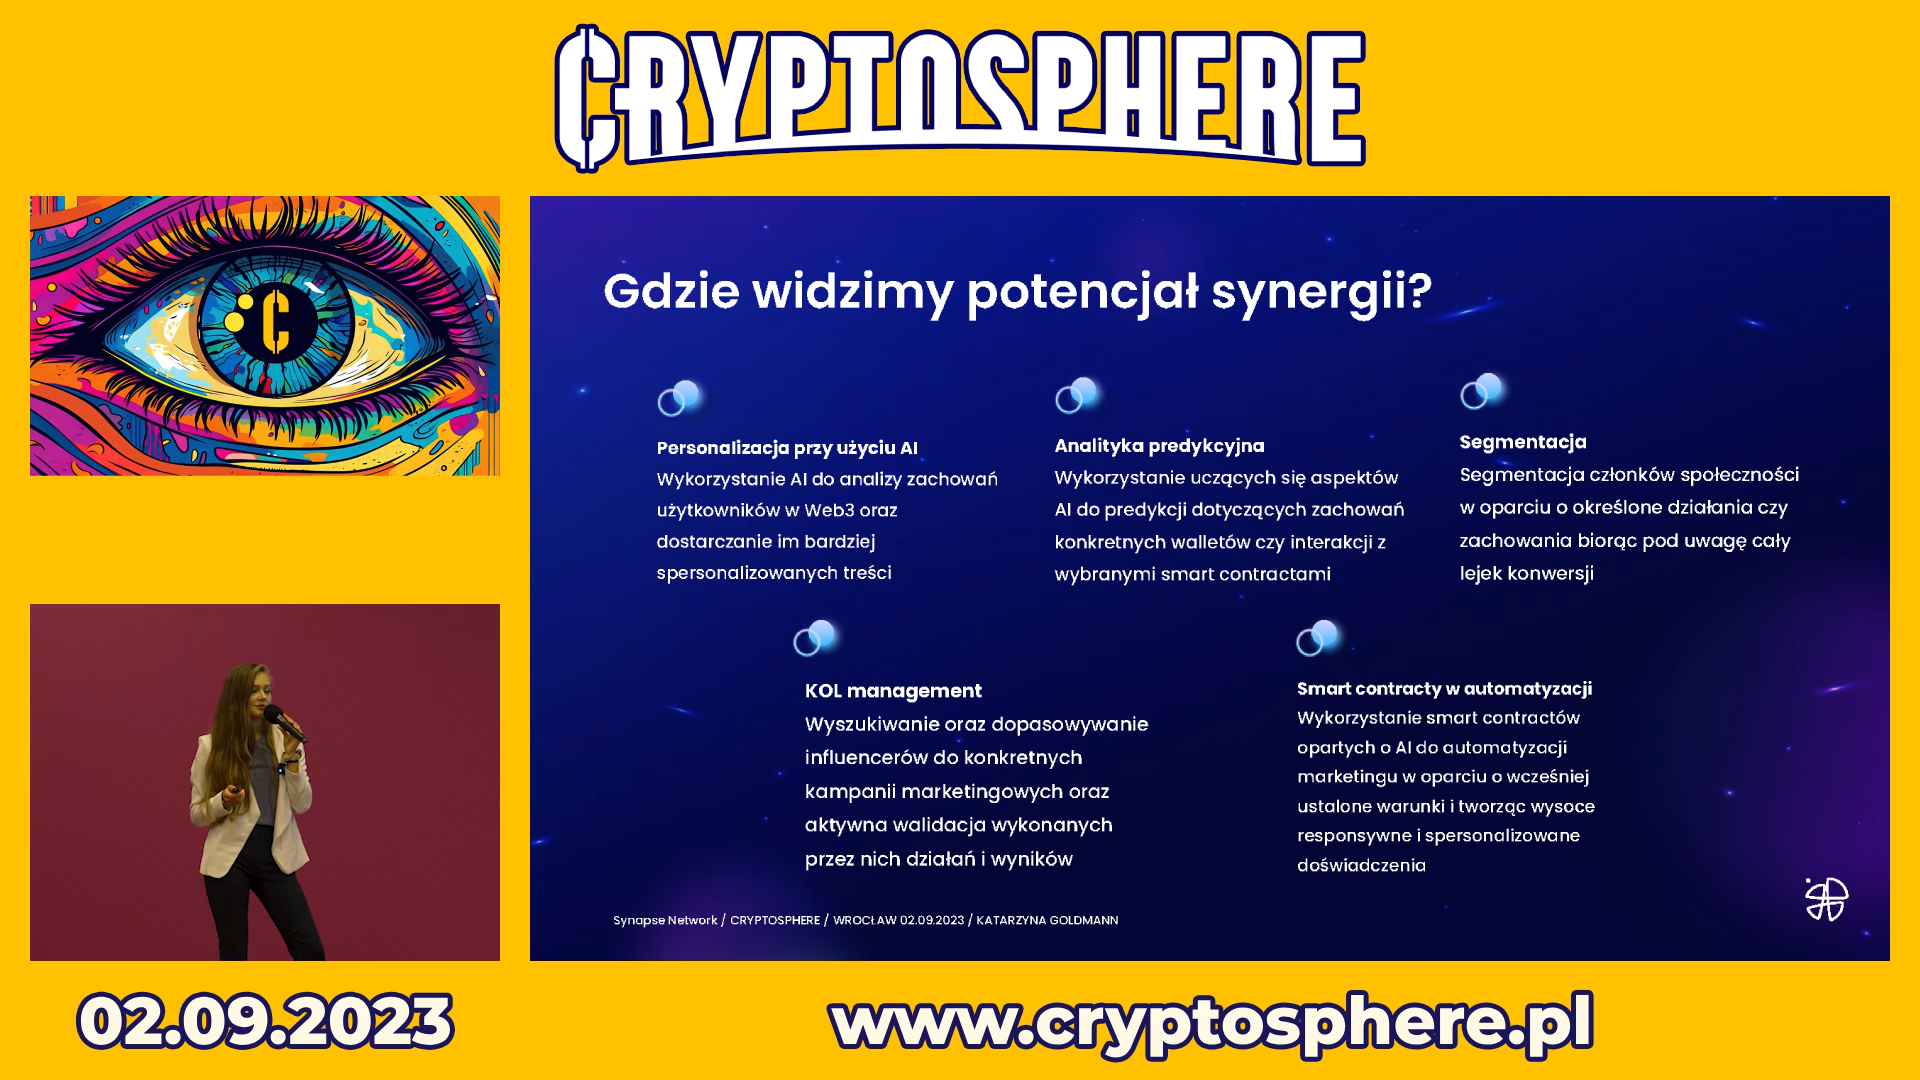 CRYPTOSPHERE
C
Gdzie widzimy potencjał synergii?
Personalizacja przy użyciu AI
Wykorzystanie AI do analizy zachowań
użytkowników w Web3 oraz
dostarczanie im bardziej
spersonalizowanych treści
Analityka predykcyjna
Wykorzystanie uczących się aspektów
AI do predykcji dotyczących zachowań
konkretnych walletów czy interakcji z
wybranymi smart contractami
Segmentacja
Segmentacja członków społeczności
w oparciu o określone działania czy
zachowania biorąc pod uwagę cały
lejek konwersji
KOL management
Wyszukiwanie oraz dopasowywanie
influencerów do konkretnych
kampanii marketingowych oraz
aktywna walidacja wykonanych
przez nich działań i wyników
Smart contracty w automatyzacji
Wykorzystanie smart contractów
opartych o AI do automatyzacji
marketingu w oparciu o wcześniej
ustalone warunki i tworząc wysoce
responsywne i spersonalizowane
doświadczenia
Synapse Network / CRYPTOSPHERE / WROCŁAW 02.09.2023 / KATARZYNA GOLDMANN
02.09.2023
www.cryptosphere.pl